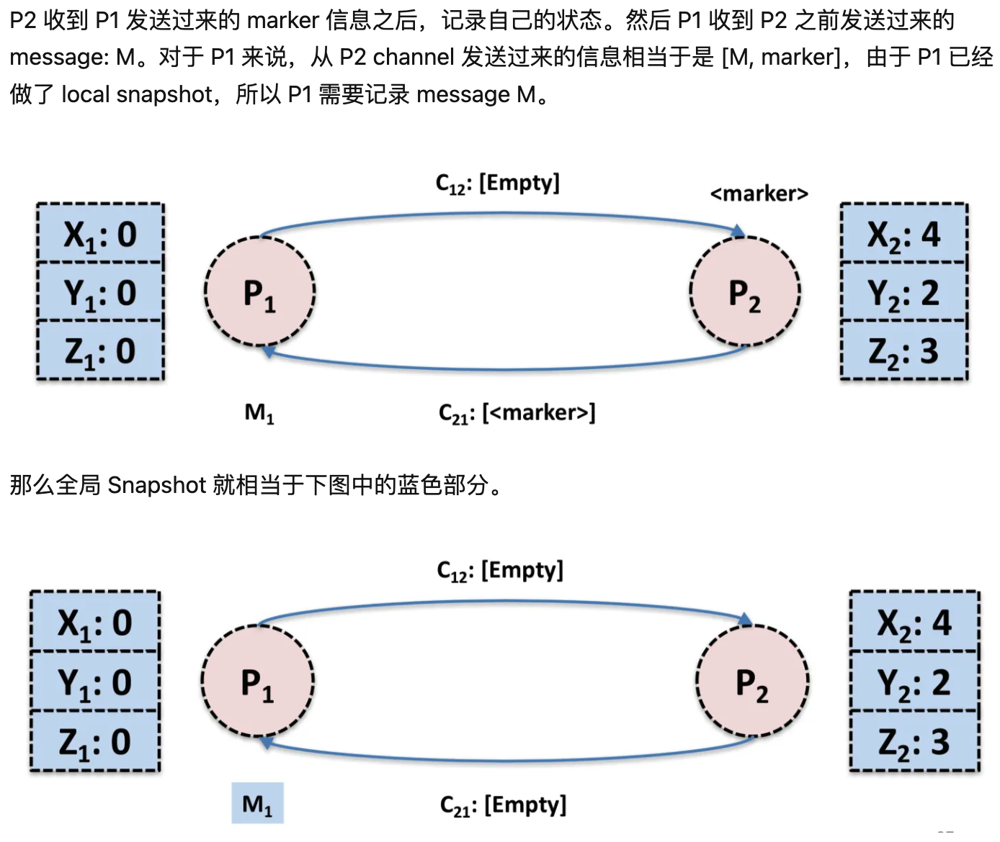 P2 收到 P1 发送过来的 marker 信息之后，记录自己的状态。然后 P1 收到 P2 之前发送过来的
message: M。对于 P1 来说，从 P2 channel 发送过来的信息相当于是 [M, marker]，由于 P1 已经
做了 local snapshot，所以 P1 需要记录 message M。
C₁₂: [Empty]
<marker>
X₁: 0
Y₁: 0
Z₁: 0
P₁
P₂
X₂: 4
Y₂: 2
Z₂: 3
M₁
C₂₁: [<marker>]
那么全局 Snapshot 就相当于下图中的蓝色部分。
C₁₂: [Empty]
X₁: 0
Y₁: 0
Z₁: 0
P₁
P₂
X₂: 4
Y₂: 2
Z₂: 3
M₁
C₂₁: [Empty]